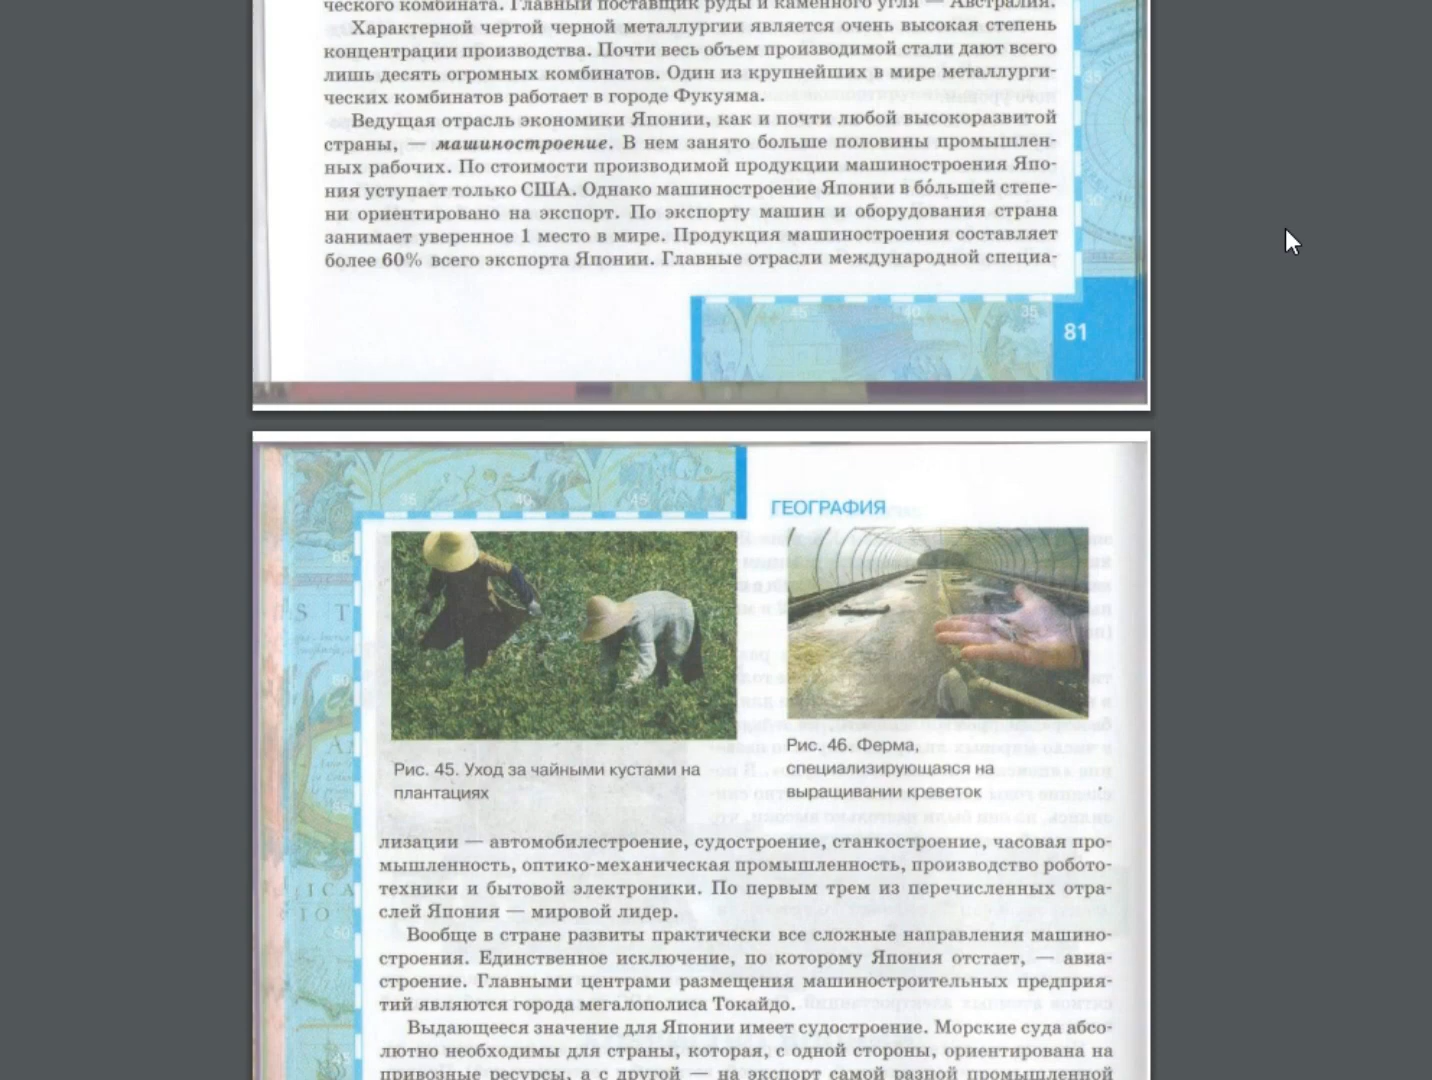 ческого комбината. Главный поставщик руды и каменного угля — Австралия.
Характерной чертой черной металлургии является очень высокая степень
концентрации производства. Почти весь объем производимой стали дают всего
лишь десять огромных комбинатов. Один из крупнейших в мире металлурги-
ческих комбинатов работает в городе Фукуяма.
Ведущая отрасль экономики Японии, как и почти любой высокоразвитой
страны, — машиностроение. В нем занято больше половины промышлен-
ных рабочих. По стоимости производимой продукции машиностроения Япо-
ния уступает только США. Однако машиностроение Японии в бо́льшей степе-
ни ориентировано на экспорт. По экспорту машин и оборудования страна
занимает уверенное 1 место в мире. Продукция машиностроения составляет
более 60% всего экспорта Японии. Главные отрасли международной специа-
45 40 35
81
35 40 45
ГЕОГРАФИЯ
65
S T
60
Рис. 45. Уход за чайными кустами на
плантациях
Рис. 46. Ферма,
специализирующаяся на
выращивании креветок
лизации — автомобилестроение, судостроение, станкостроение, часовая про-
мышленность, оптико-механическая промышленность, производство робото-
техники и бытовой электроники. По первым трем из перечисленных отра-
слей Япония — мировой лидер.
Вообще в стране развиты практически все сложные направления машино-
строения. Единственное исключение, по которому Япония отстает, — авиа-
строение. Главными центрами размещения машиностроительных предприя-
тий являются города мегалополиса Токайдо.
Выдающееся значение для Японии имеет судостроение. Морские суда абсо-
лютно необходимы для страны, которая, с одной стороны, ориентирована на
привозные ресурсы, а с другой — на экспорт самой разной промышленной